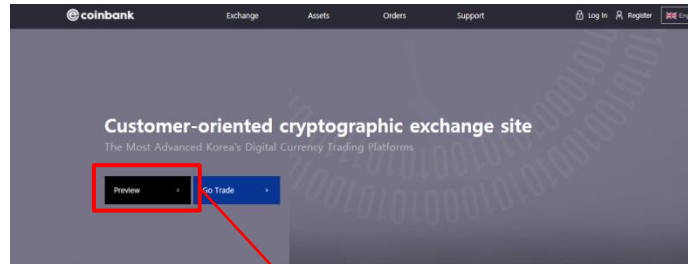 coinbank Exchange Assets Orders Support Log In Register
Customer-oriented cryptographic exchange site
The Most Advanced Korea's Digital Currency Trading Platforms
Preview > Go Trade >